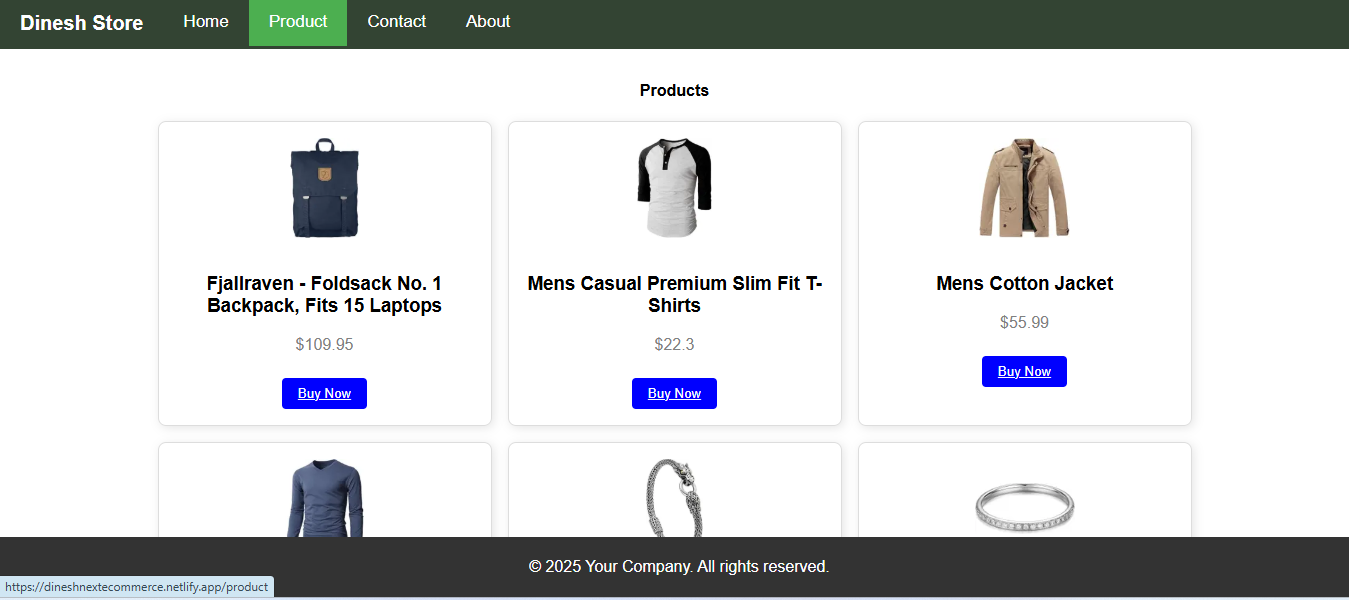 Dinesh Store Home Product Contact About
Products
Fjallraven - Foldsack No. 1
Backpack, Fits 15 Laptops
$109.95
Buy Now
Mens Casual Premium Slim Fit T-
Shirts
$22.3
Buy Now
Mens Cotton Jacket
$55.99
Buy Now
© 2025 Your Company. All rights reserved.
https://dineshnextecommerce.netlify.app/product